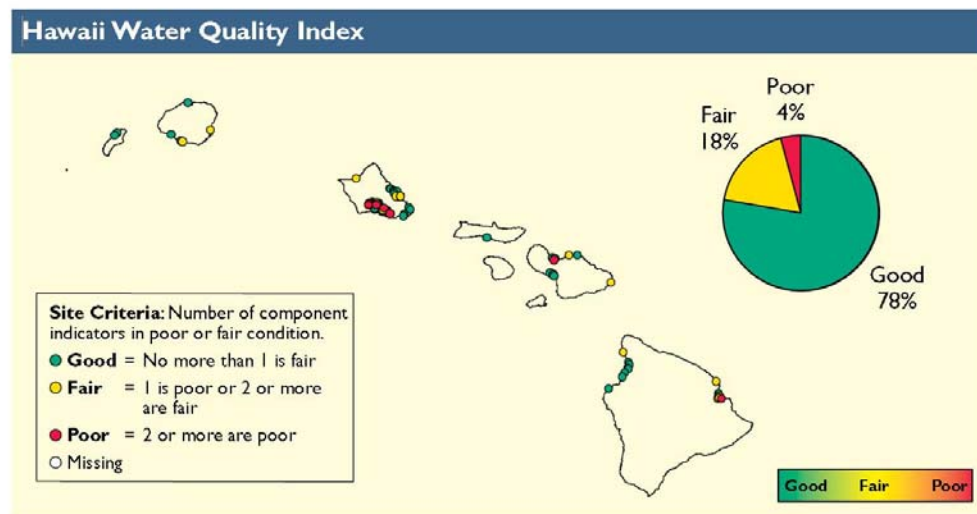 Hawaii Water Quality Index
Poor
4%
Fair
18%
Good
78%
Site Criteria: Number of component
indicators in poor or fair condition.
Good = No more than 1 is fair
Fair = 1 is poor or 2 or more
are fair
Poor = 2 or more are poor
Missing
Good Fair Poor